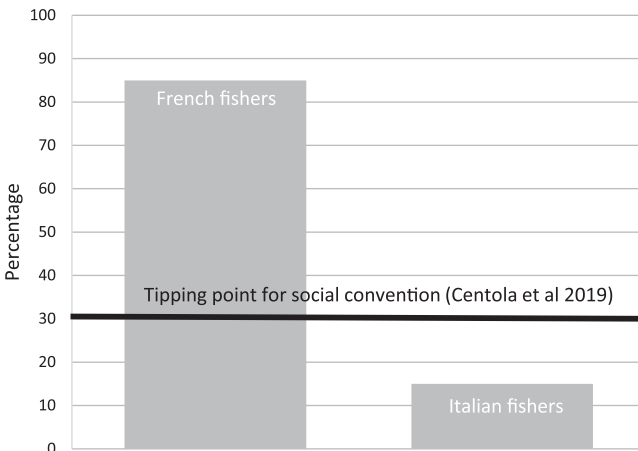 100
90
80
70
60
50
40
30
20
10
0
Percentage
French fishers
Tipping point for social convention (Centola et al 2019)
Italian fishers